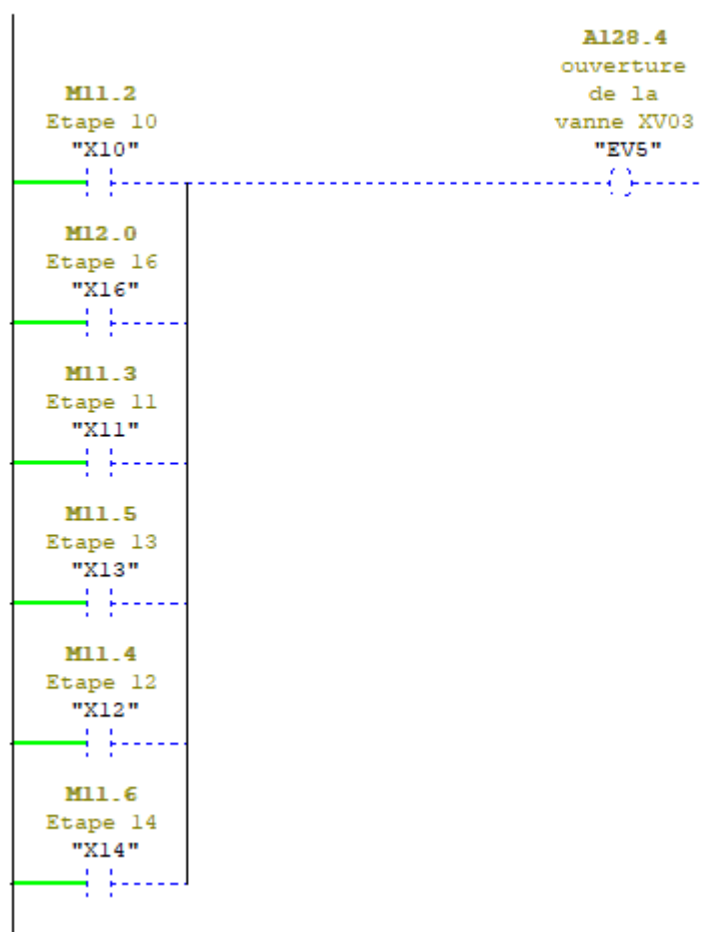 A128.4
ouverture
de la
vanne XV03
"EV5"
M11.2
Etape 10
"X10"
M12.0
Etape 16
"X16"
M11.3
Etape 11
"X11"
M11.5
Etape 13
"X13"
M11.4
Etape 12
"X12"
M11.6
Etape 14
"X14"